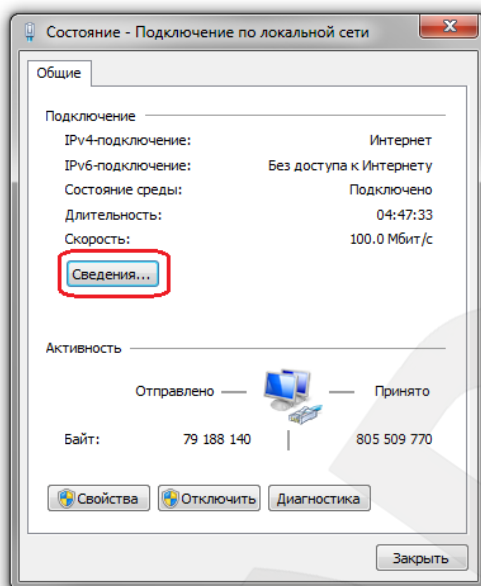 Состояние - Подключение по локальной сети
Общие
Подключение
IPv4-подключение: Интернет
IPv6-подключение: Без доступа к Интернету
Состояние среды: Подключено
Длительность: 04:47:33
Скорость: 100.0 Мбит/с
Сведения...
Активность
Отправлено — — Принято
Байт: 79 188 140 | 805 509 770
Свойства Отключить Диагностика
Закрыть